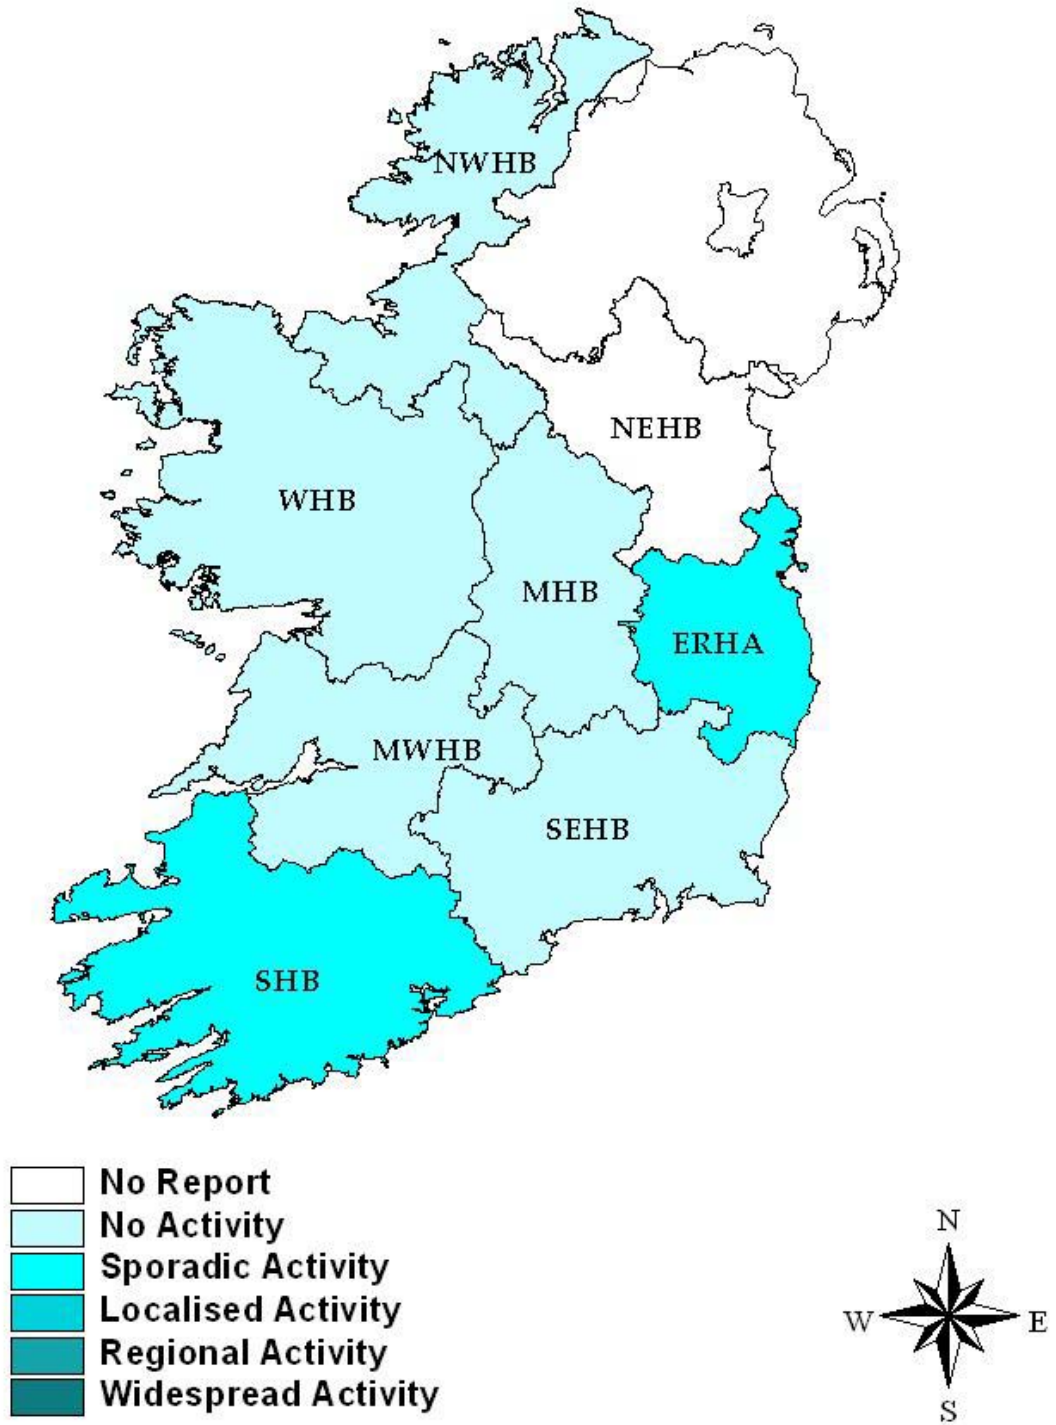 NWHB
NEHB
WHB
MHB
ERHA
MWHB
SEHB
SHB
No Report
No Activity
Sporadic Activity
Localised Activity
Regional Activity
Widespread Activity
N
W E
S